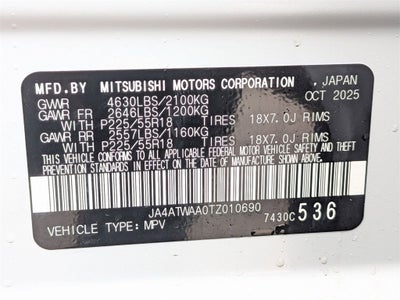 MFD.BY MITSUBISHI MOTORS CORPORATION , JAPAN
GVWR 4630LBS/2100KG OCT 2025
GAWR FR 2646LBS/1200KG
WITH P225/55R18 TIRES 18X7.0J RIMS
GAWR RR 2557LBS/1160KG
WITH P225/55R18 TIRES 18X7.0J RIMS
THIS VEHICLE CONFORMS TO ALL APPLICABLE FEDERAL MOTOR VEHICLE SAFETY, BUMPER, AND THEFT
PREVENTION STANDARDS IN EFFECT ON THE DATE OF MANUFACTURE SHOWN ABOVE.
JA4ATWAA0TZ010690
VEHICLE TYPE: MPV 7430C 536